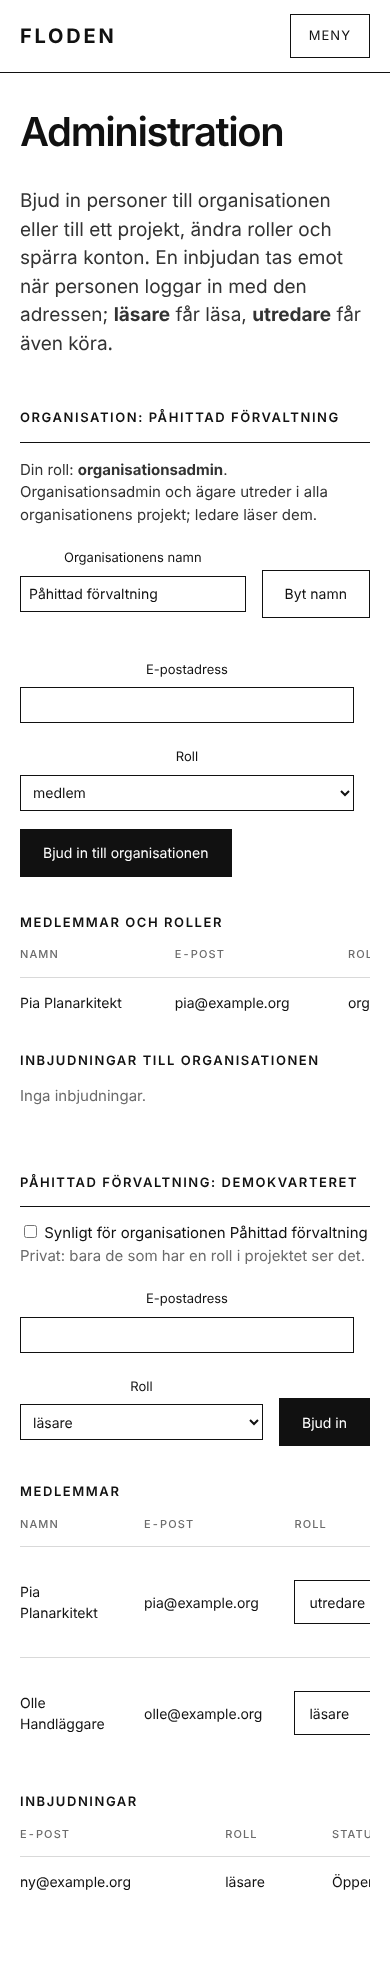 FLODEN
MENY
Administration
Bjud in personer till organisationen
eller till ett projekt, ändra roller och
spärra konton. En inbjudan tas emot
när personen loggar in med den
adressen; läsare får läsa, utredare får
även köra.
ORGANISATION: PÅHITTAD FÖRVALTNING
Din roll: organisationsadmin.
Organisationsadmin och ägare utreder i alla
organisationens projekt; ledare läser dem.
Organisationens namn
Påhittad förvaltning
Byt namn
E-postadress
Roll
medlem
Bjud in till organisationen
MEDLEMMAR OCH ROLLER
NAMN E-POST
Pia Planarkitekt pia@example.org org
INBJUDNINGAR TILL ORGANISATIONEN
Inga inbjudningar.
PÅHITTAD FÖRVALTNING: DEMOKVARTERET
Synligt för organisationen Påhittad förvaltning
Privat: bara de som har en roll i projektet ser det.
E-postadress
Roll
läsare
Bjud in
MEDLEMMAR
NAMN E-POST ROLL
Pia
Planarkitekt
pia@example.org
utredare
Olle
Handläggare
olle@example.org
läsare
INBJUDNINGAR
E-POST ROLL
ny@example.org läsare